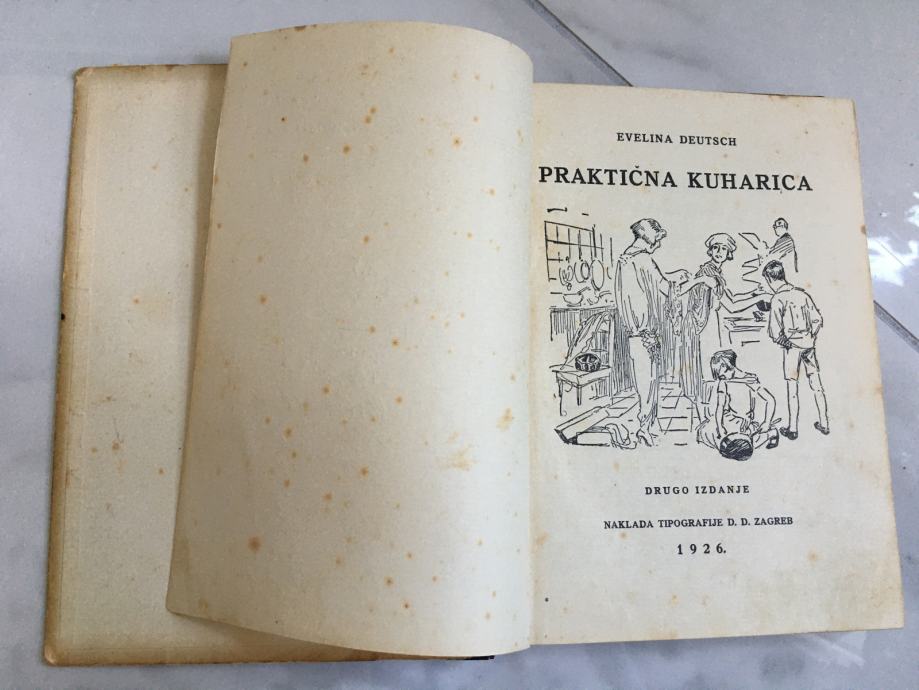 EVELINA DEUTSCH
PRAKTIČNA KUHARICA
DRUGO IZDANJE
NAKLADA TIPOGRAFIJE D. D. ZAGREB
1926.